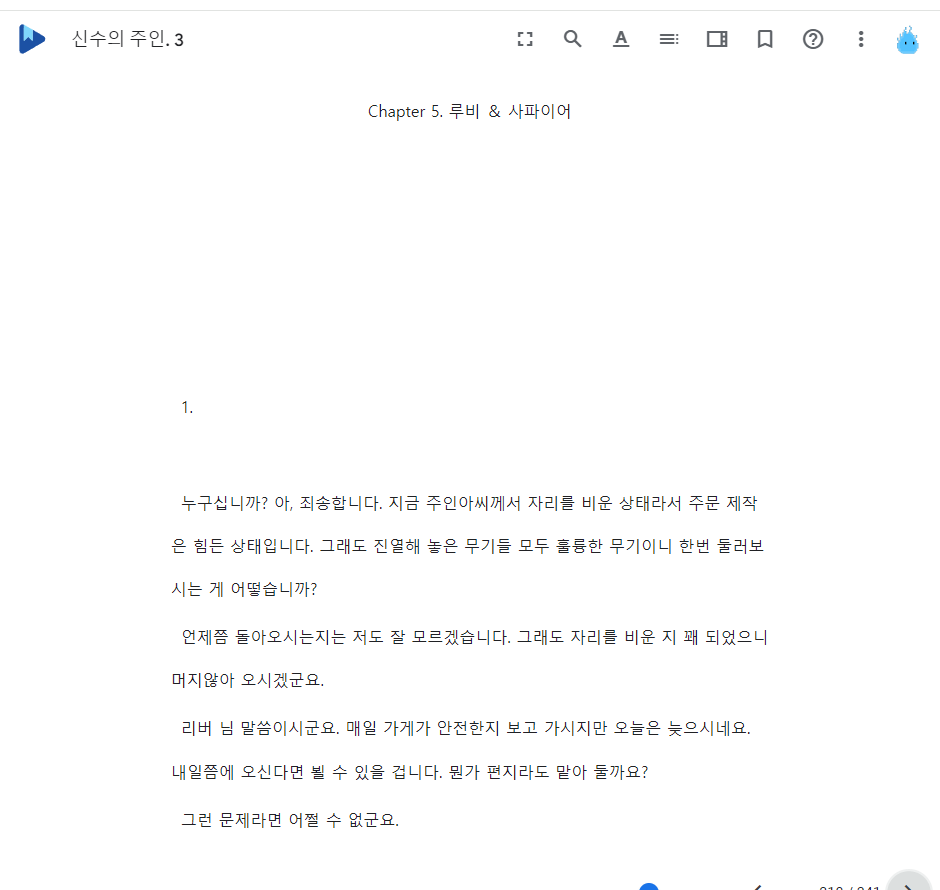 신수의 주인. 3
Chapter 5. 루비 & 사파이어
1.
누구십니까? 아, 죄송합니다. 지금 주인아씨께서 자리를 비운 상태라서 주문 제작
은 힘든 상태입니다. 그래도 진열해 놓은 무기들 모두 훌륭한 무기이니 한번 둘러보
시는 게 어떻습니까?
언제쯤 돌아오시는지는 저도 잘 모르겠습니다. 그래도 자리를 비운 지 꽤 되었으니
머지않아 오시겠군요.
리버 님 말씀이시군요. 매일 가게가 안전한지 보고 가시지만 오늘은 늦으시네요.
내일쯤에 오신다면 뵐 수 있을 겁니다. 뭔가 편지라도 맡아 둘까요?
그런 문제라면 어쩔 수 없군요.